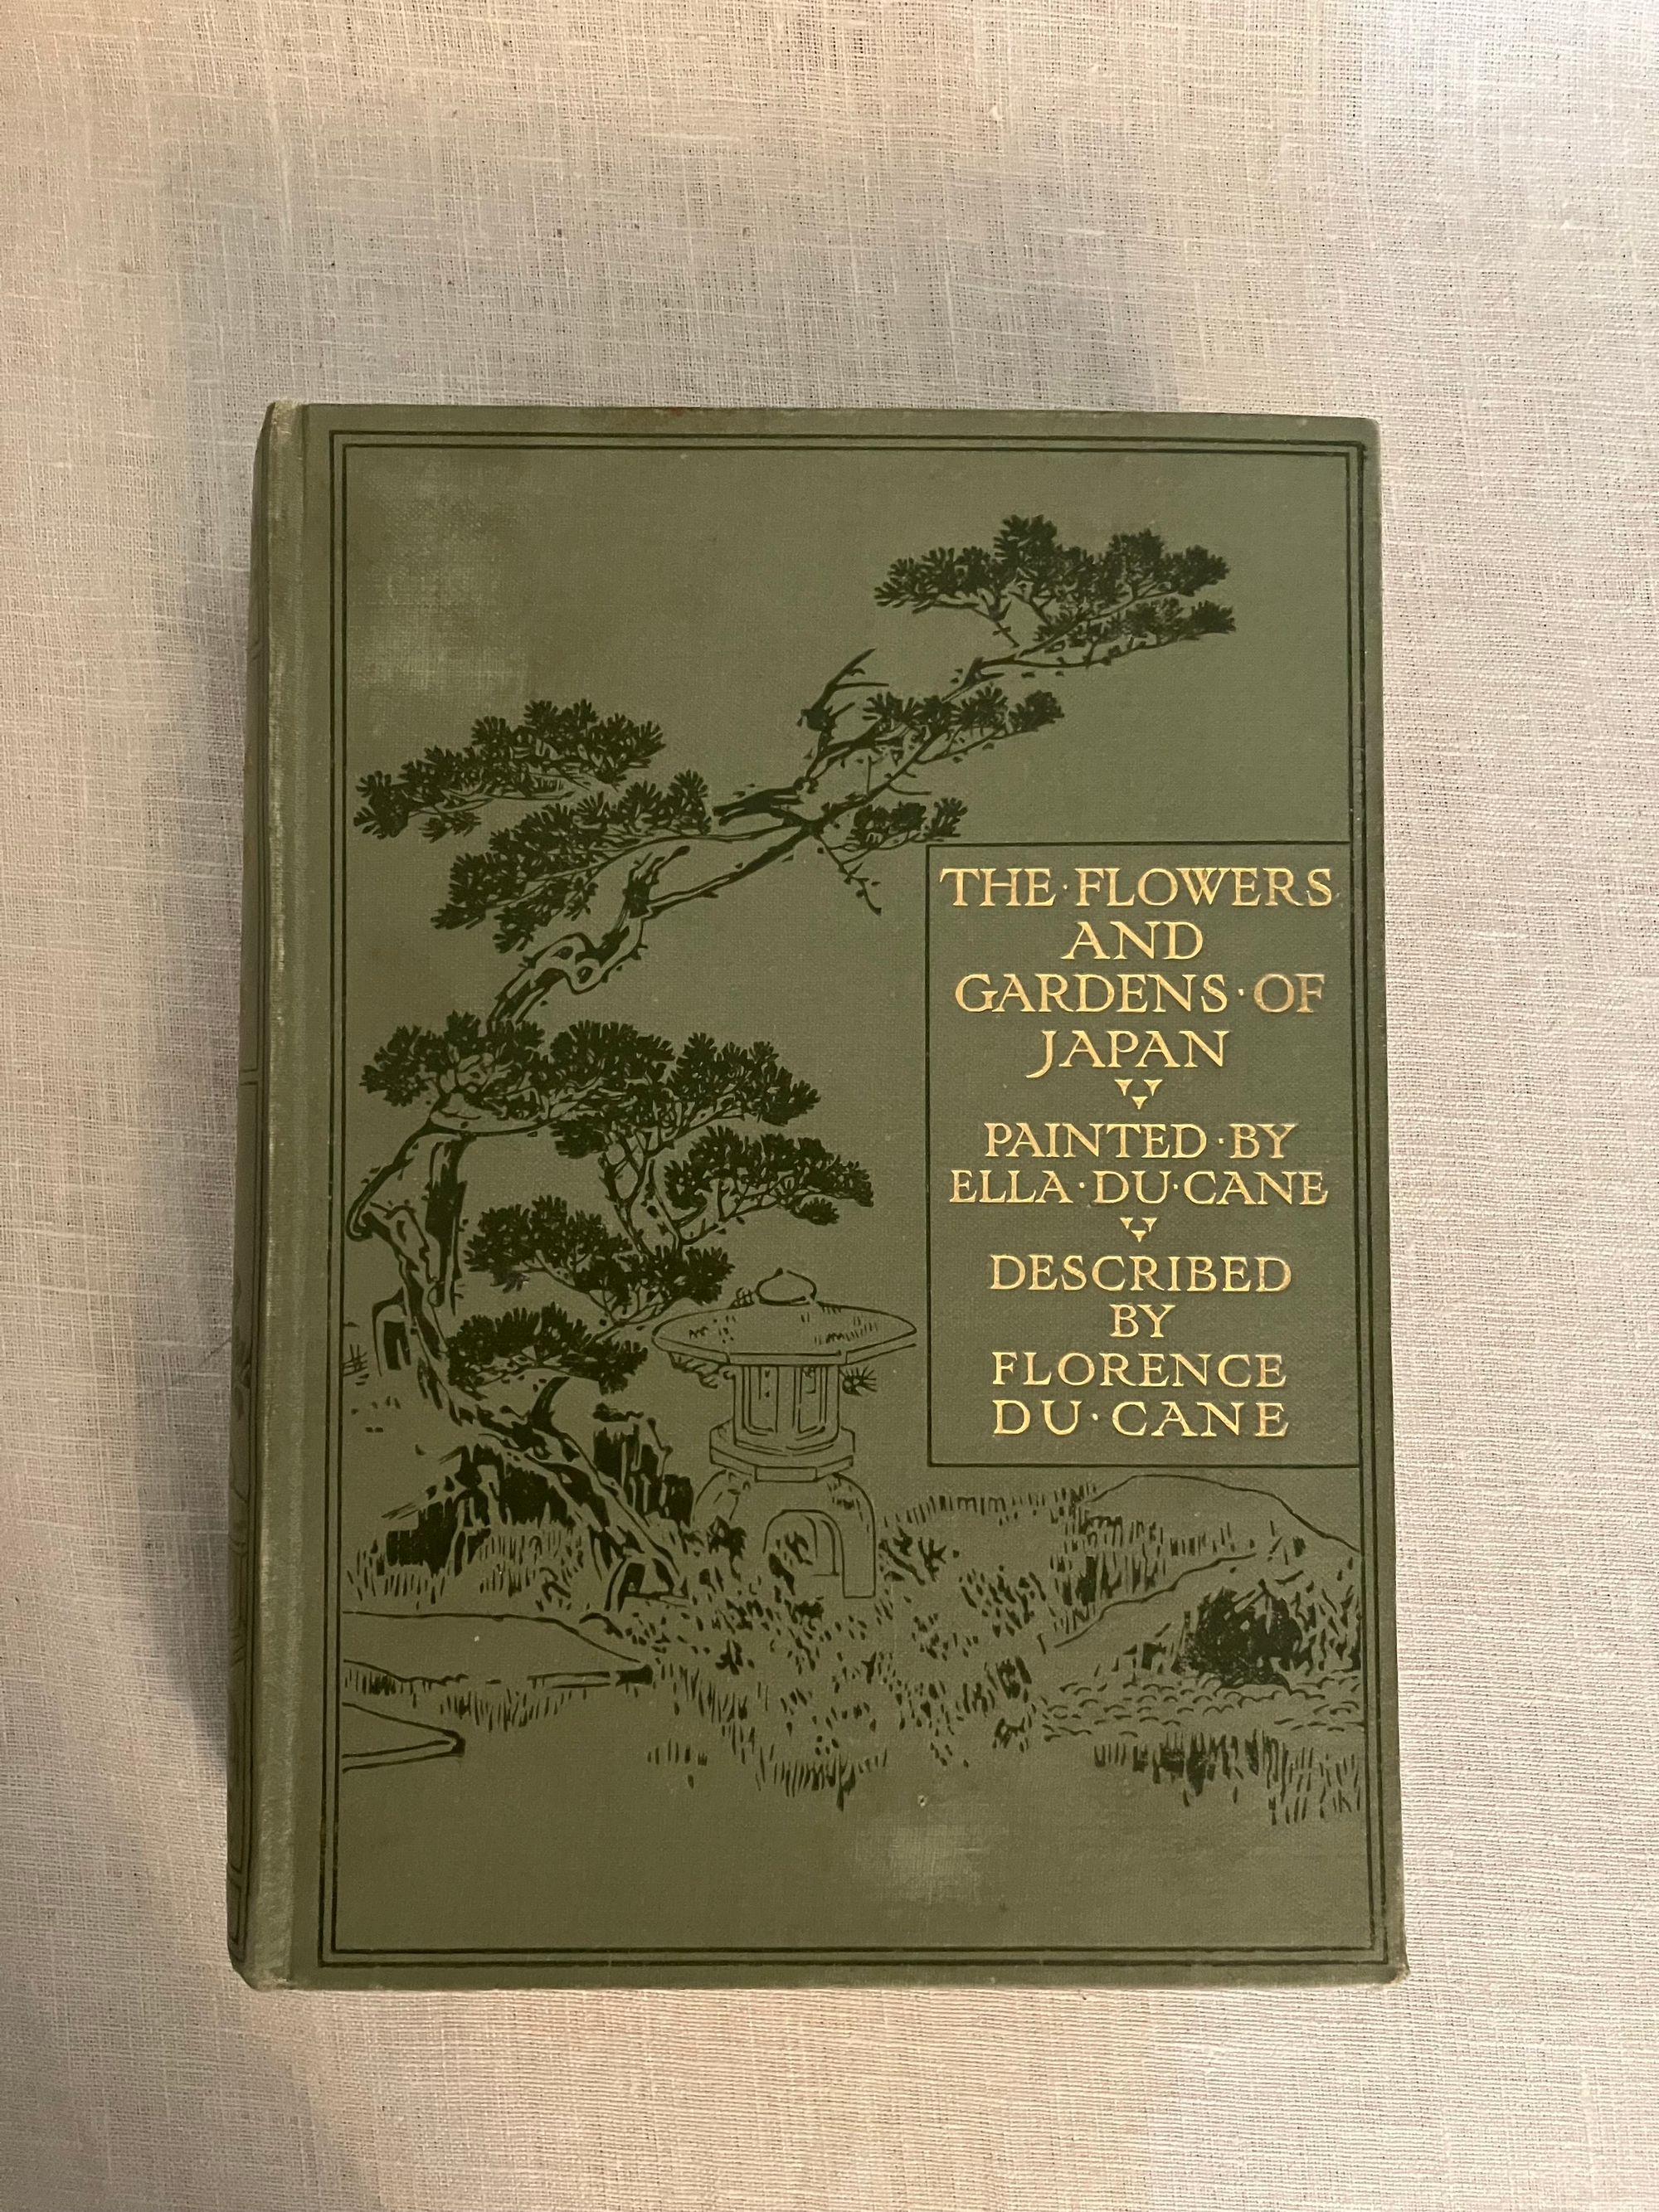 THE·FLOWERS
AND
GARDENS·OF
JAPAN
PAINTED·BY
ELLA·DU·CANE
DESCRIBED
BY
FLORENCE
DU·CANE